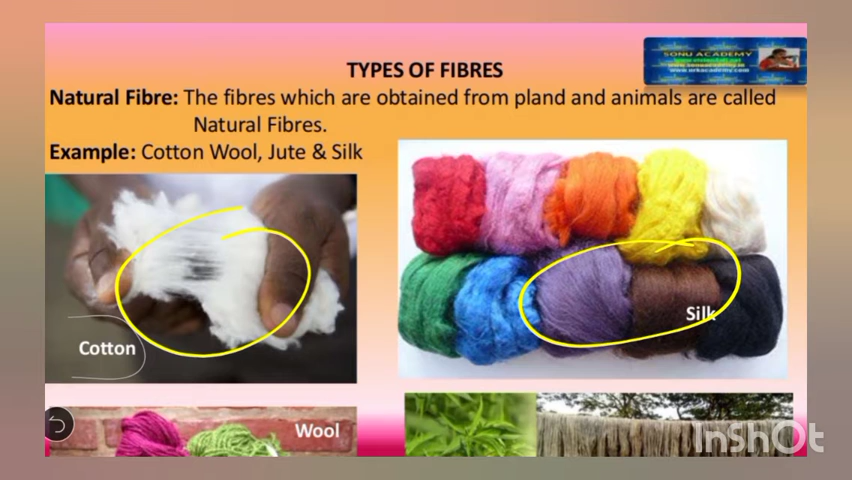 SONU ACADEMY
TYPES OF FIBRES
Natural Fibre: The fibres which are obtained from pland and animals are called
Natural Fibres.
Example: Cotton Wool, Jute & Silk
Silk
Cotton
Wool
InShOt